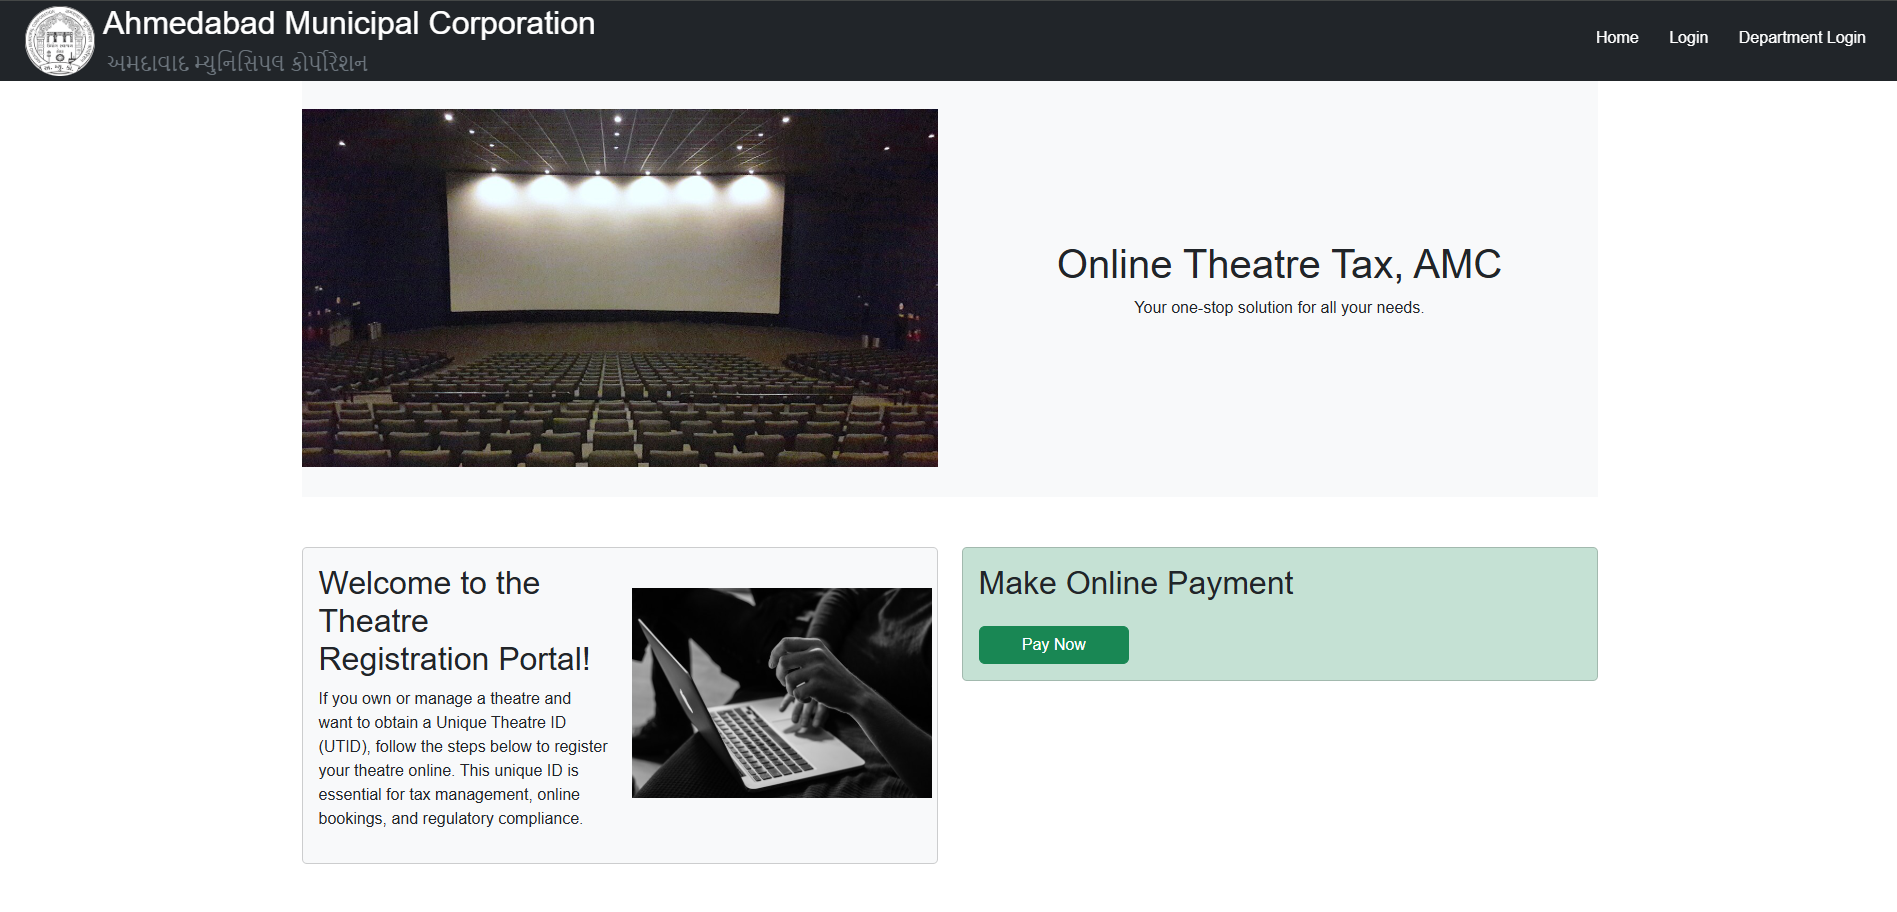 Ahmedabad Municipal Corporation
અમદાવાદ મ્યુનિસિપલ કોર્પોરેશન
Home
Login
Department Login
Online Theatre Tax, AMC
Your one-stop solution for all your needs.
Welcome to the
Theatre
Registration Portal!
If you own or manage a theatre and
want to obtain a Unique Theatre ID
(UTID), follow the steps below to register
your theatre online. This unique ID is
essential for tax management, online
bookings, and regulatory compliance.
Make Online Payment
Pay Now